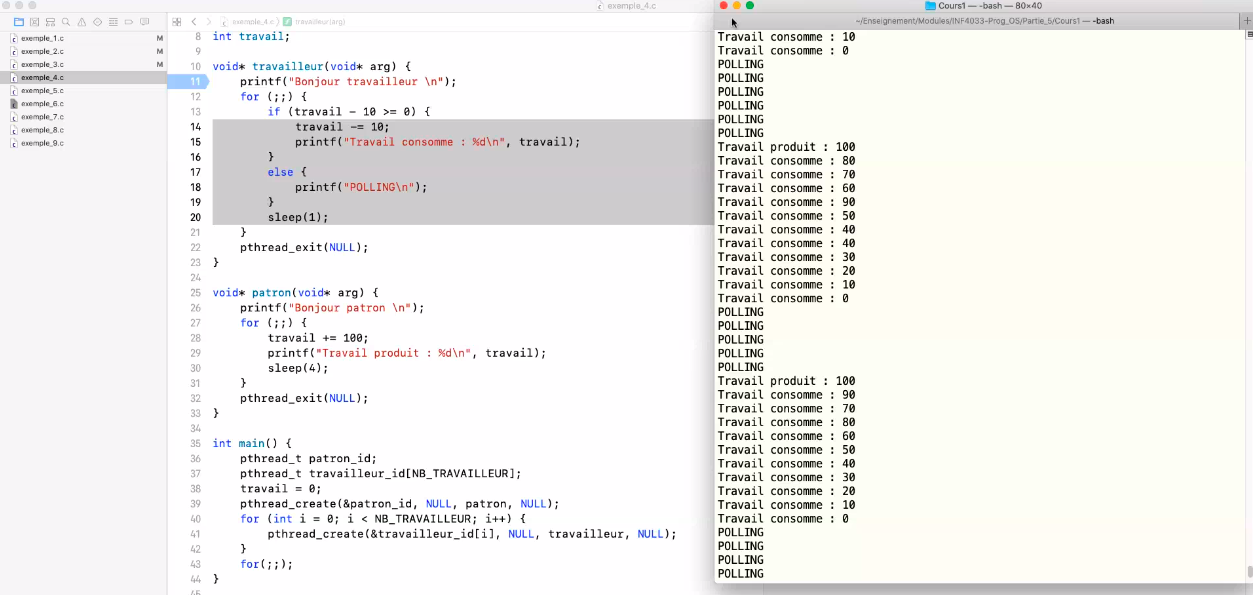 exemple_4.c
Cours1 — -bash — 80×40
exemple_4.c ⟩ travailleur(arg)
~/Enseignement/Modules/INF4033-Prog_OS/Partie_5/Cours1 — -bash
exemple_1.c M
exemple_2.c M
exemple_3.c M
exemple_4.c
exemple_5.c
exemple_6.c
exemple_7.c
exemple_8.c
exemple_9.c
8 int travail;
9
10 void* travailleur(void* arg) {
11 printf("Bonjour travailleur \n");
12 for (;;) {
13 if (travail - 10 >= 0) {
14 travail -= 10;
15 printf("Travail consomme : %d\n", travail);
16 }
17 else {
18 printf("POLLING\n");
19 }
20 sleep(1);
21 }
22 pthread_exit(NULL);
23 }
24
25 void* patron(void* arg) {
26 printf("Bonjour patron \n");
27 for (;;) {
28 travail += 100;
29 printf("Travail produit : %d\n", travail);
30 sleep(4);
31 }
32 pthread_exit(NULL);
33 }
34
35 int main() {
36 pthread_t patron_id;
37 pthread_t travailleur_id[NB_TRAVAILLEUR];
38 travail = 0;
39 pthread_create(&patron_id, NULL, patron, NULL);
40 for (int i = 0; i < NB_TRAVAILLEUR; i++) {
41 pthread_create(&travailleur_id[i], NULL, travailleur, NULL);
42 }
43 for(;;);
44 }
45
Travail consomme : 10
Travail consomme : 0
POLLING
POLLING
POLLING
POLLING
POLLING
POLLING
Travail produit : 100
Travail consomme : 80
Travail consomme : 70
Travail consomme : 60
Travail consomme : 90
Travail consomme : 50
Travail consomme : 40
Travail consomme : 40
Travail consomme : 30
Travail consomme : 20
Travail consomme : 10
Travail consomme : 0
POLLING
POLLING
POLLING
POLLING
POLLING
Travail produit : 100
Travail consomme : 90
Travail consomme : 70
Travail consomme : 80
Travail consomme : 60
Travail consomme : 50
Travail consomme : 40
Travail consomme : 30
Travail consomme : 20
Travail consomme : 10
Travail consomme : 0
POLLING
POLLING
POLLING
POLLING